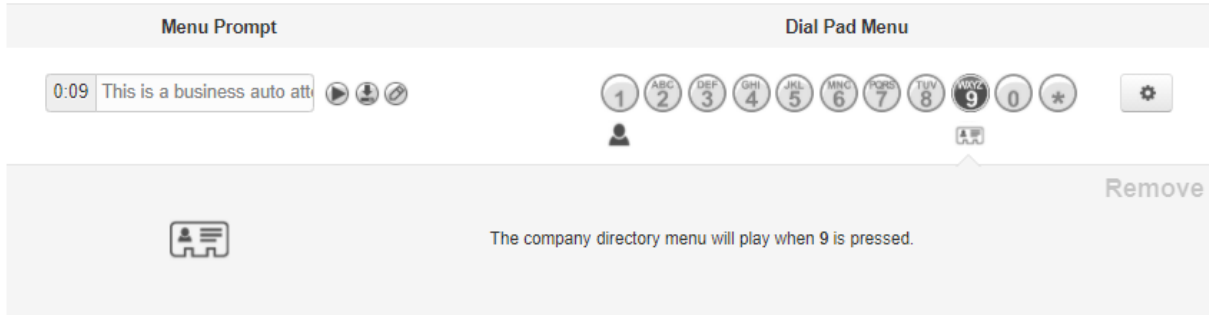 Menu Prompt Dial Pad Menu
0:09 This is a business auto att
1 ABC 2 DEF 3 GHI 4 JKL 5 MNO 6 PQRS 7 TUV 8 WXYZ 9 0 *
Remove
The company directory menu will play when 9 is pressed.